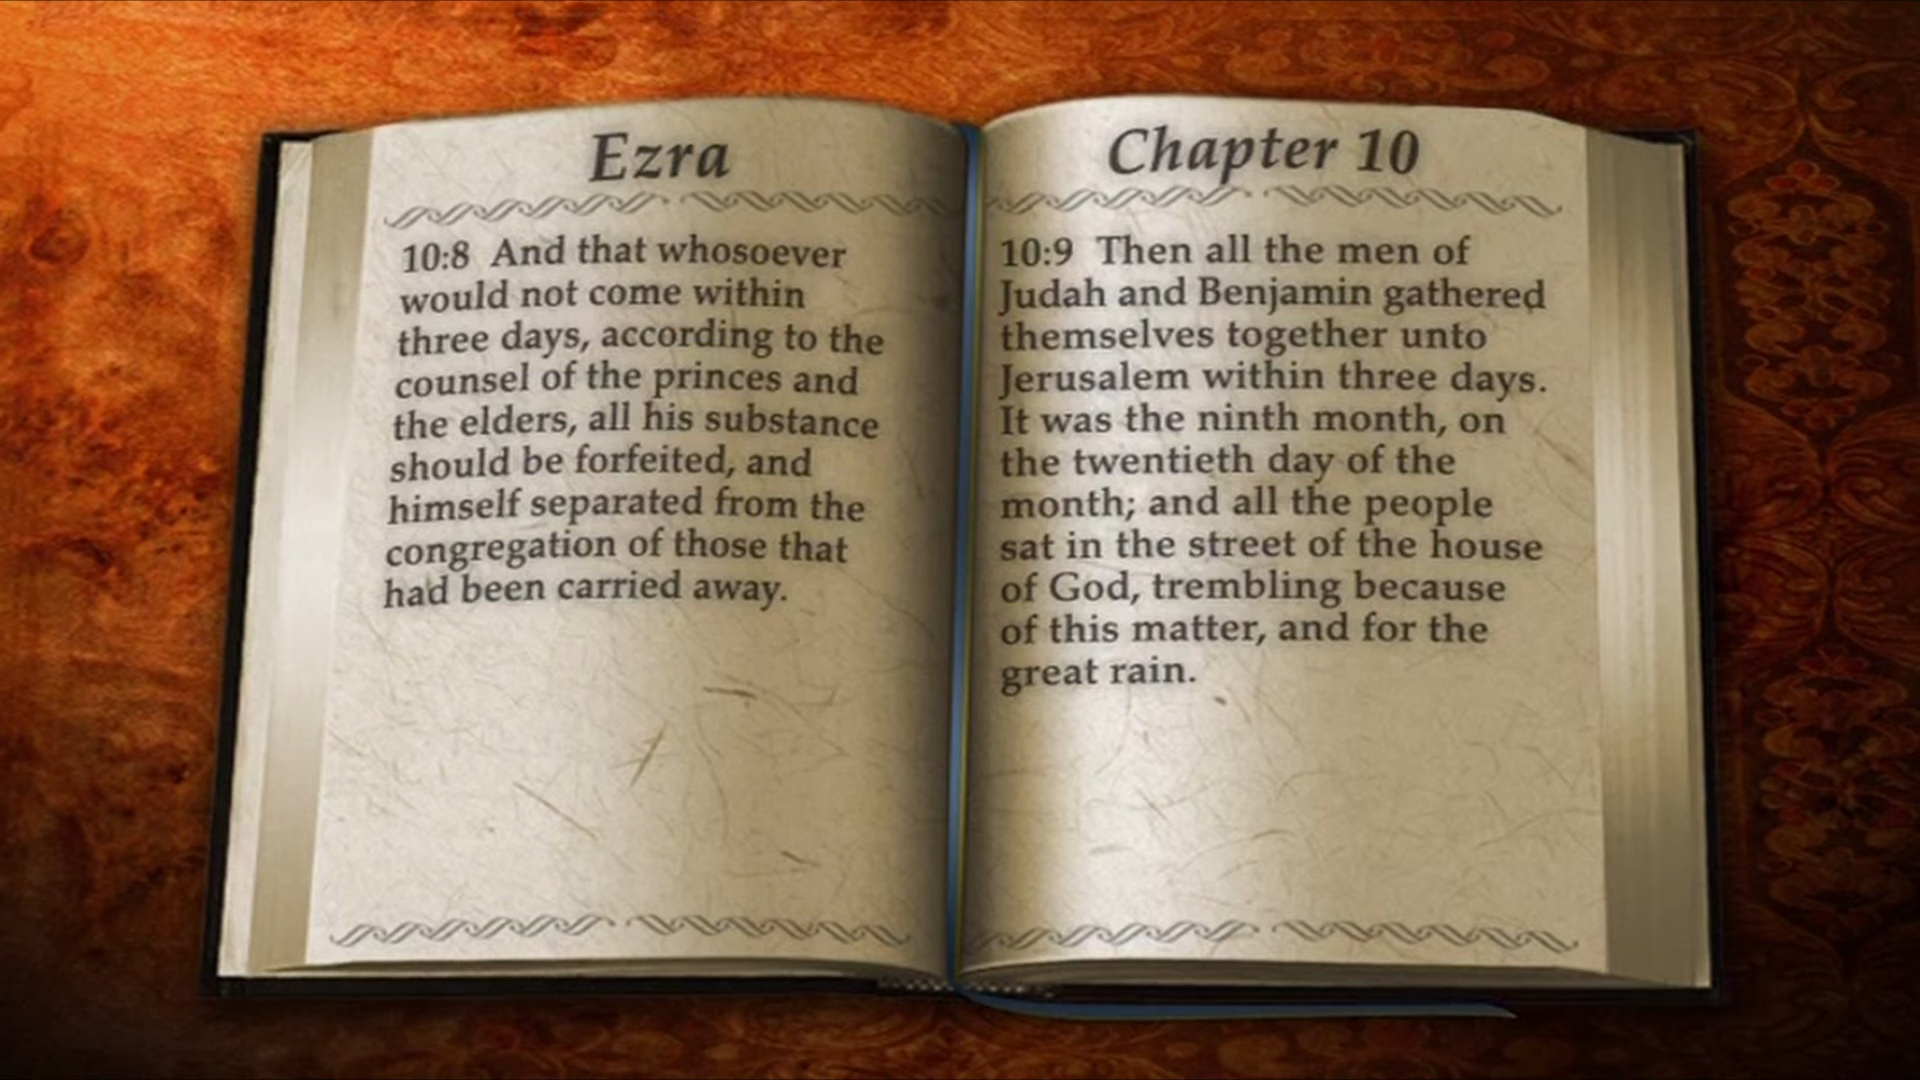 Ezra
10:8 And that whosoever
would not come within
three days, according to the
counsel of the princes and
the elders, all his substance
should be forfeited, and
himself separated from the
congregation of those that
had been carried away.
Chapter 10
10:9 Then all the men of
Judah and Benjamin gathered
themselves together unto
Jerusalem within three days.
It was the ninth month, on
the twentieth day of the
month; and all the people
sat in the street of the house
of God, trembling because
of this matter, and for the
great rain.